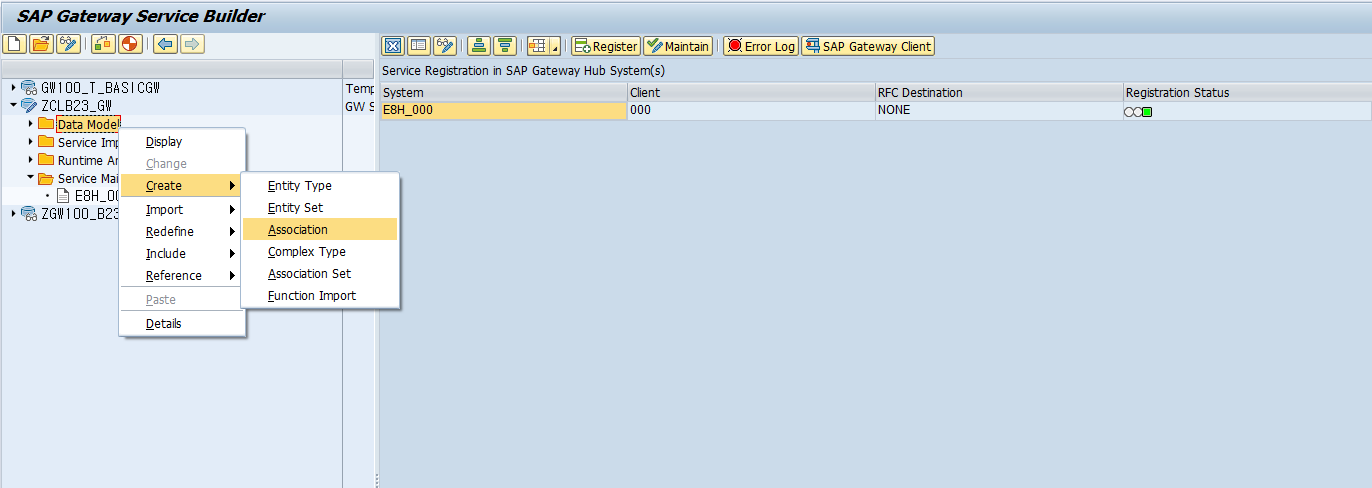 SAP Gateway Service Builder
Register Maintain Error Log SAP Gateway Client
Service Registration in SAP Gateway Hub System(s)
System Client RFC Destination Registration Status
E8H_000 000 NONE
GW100_T_BASICGW Temp
ZCLB23_GW GW S
Data Model
Service Imp
Runtime Ar
Service Mai
E8H_00
ZGW100_B23
Display
Change
Create
Import
Redefine
Include
Reference
Paste
Details
Entity Type
Entity Set
Association
Complex Type
Association Set
Function Import